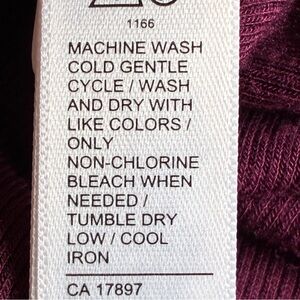 1166
MACHINE WASH
COLD GENTLE
CYCLE / WASH
AND DRY WITH
LIKE COLORS /
ONLY
NON-CHLORINE
BLEACH WHEN
NEEDED /
TUMBLE DRY
LOW / COOL
IRON
CA 17897